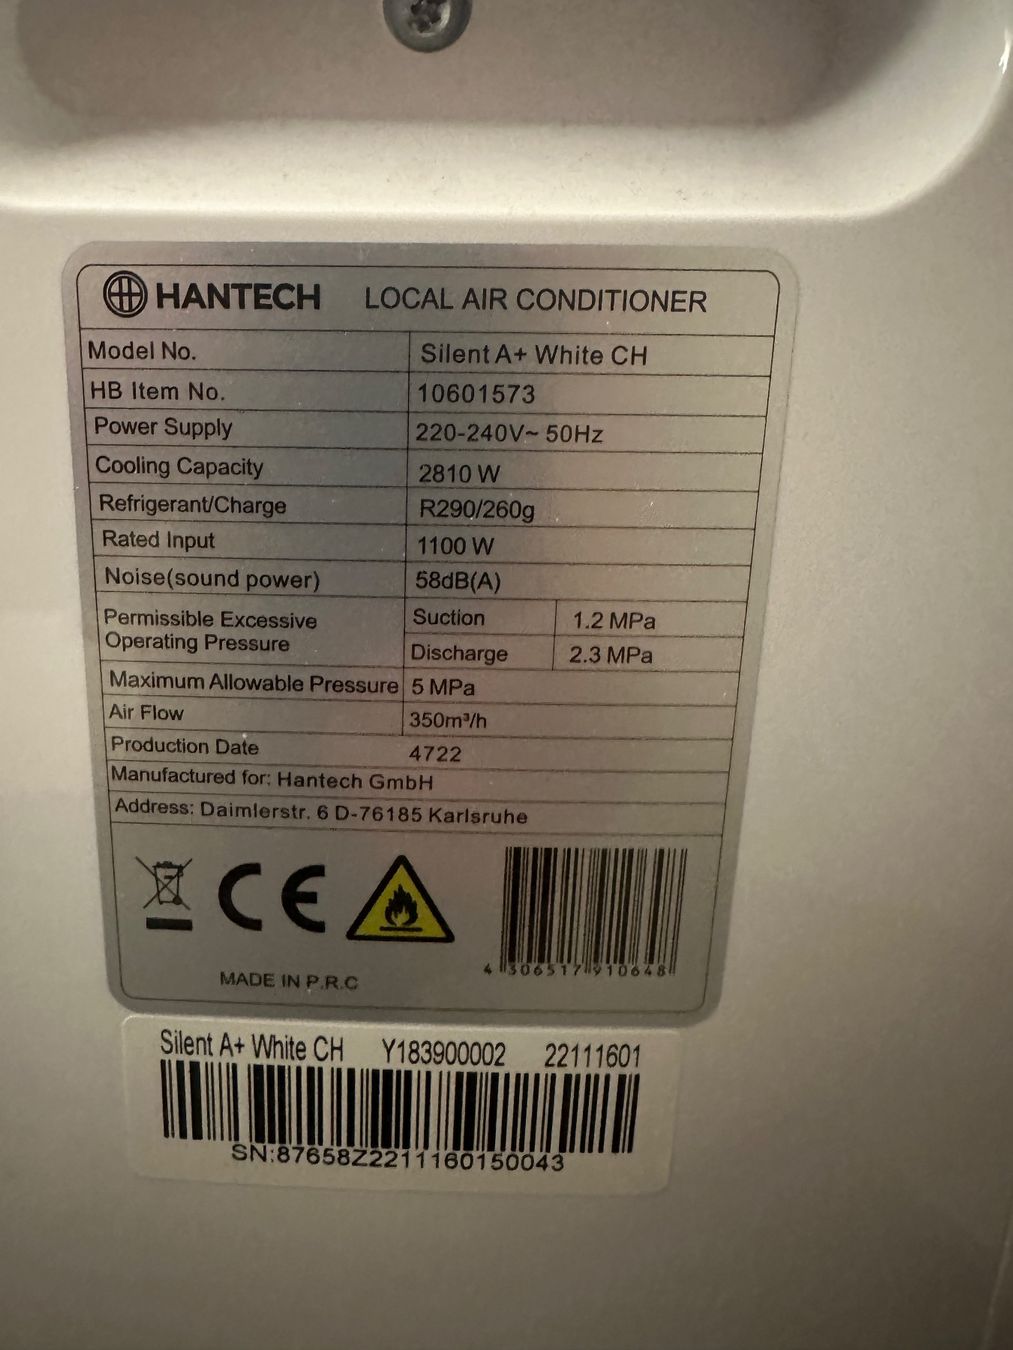 HANTECH LOCAL AIR CONDITIONER
Model No. Silent A+ White CH
HB Item No. 10601573
Power Supply 220-240V~ 50Hz
Cooling Capacity 2810 W
Refrigerant/Charge R290/260g
Rated Input 1100 W
Noise(sound power) 58dB(A)
Permissible Excessive Operating Pressure Suction 1.2 MPa
Discharge 2.3 MPa
Maximum Allowable Pressure 5 MPa
Air Flow 350m³/h
Production Date 4722
Manufactured for: Hantech GmbH
Address: Daimlerstr. 6 D-76185 Karlsruhe
CE
4 306517 910648
MADE IN P.R.C
Silent A+ White CH Y183900002 22111601
SN:87658Z2211160150043